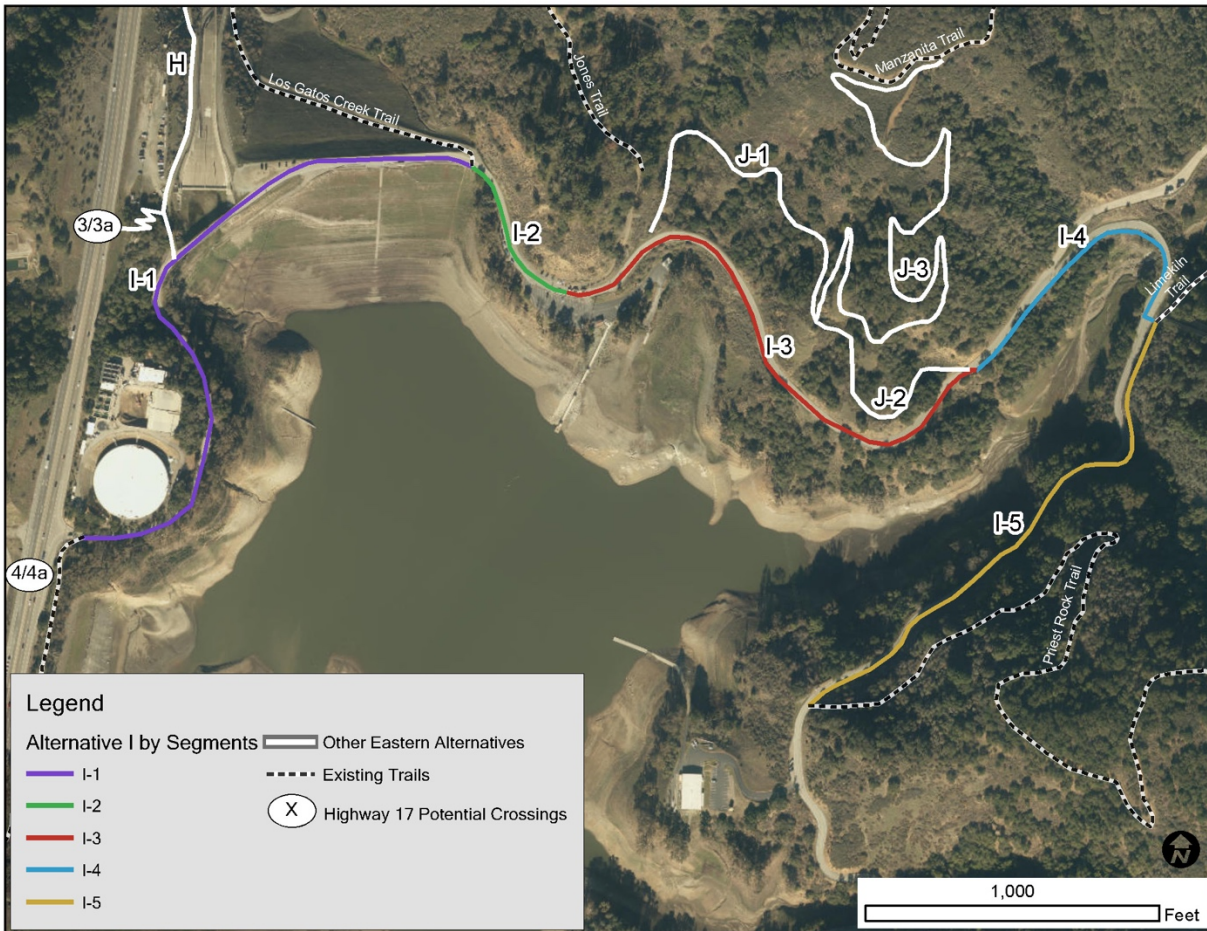 H
Los Gatos Creek Trail
Jones Trail
Manzanita Trail
J-1
3/3a
I-2
I-4
J-3
Limekiln
Trail
I-1
I-3
J-2
I-5
4/4a
Priest Rock Trail
Legend
Alternative I by Segments
I-1
I-2
I-3
I-4
I-5
Other Eastern Alternatives
Existing Trails
X Highway 17 Potential Crossings
N
1,000
Feet